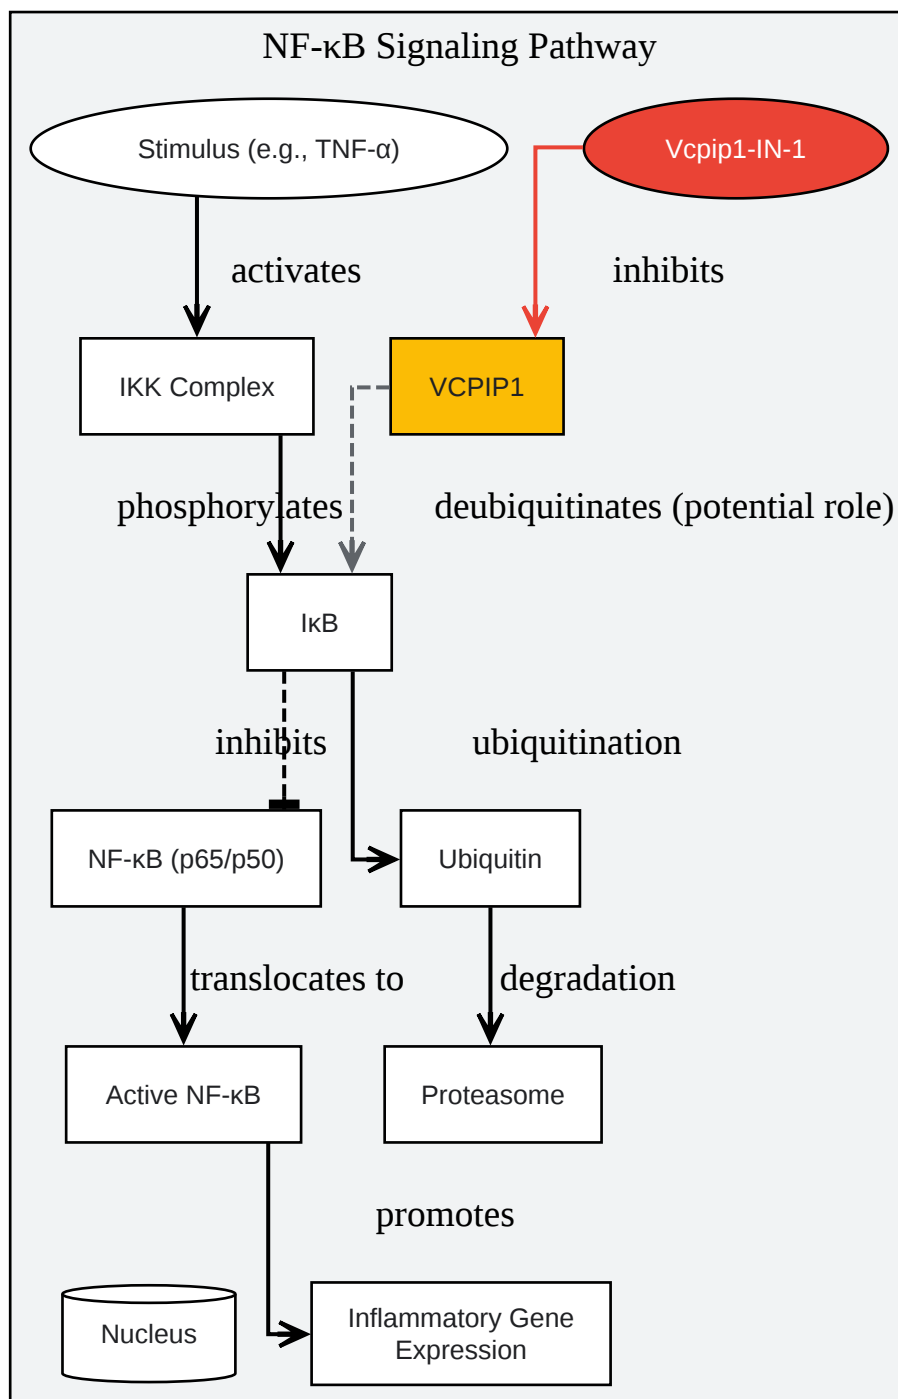 NF-κB Signaling Pathway
Stimulus (e.g., TNF-α)
Vcpip1-IN-1
activates
inhibits
IKK Complex
VCPIP1
phosphorylates
deubiquitinates (potential role)
IκB
inhibits
ubiquitination
NF-κB (p65/p50)
Ubiquitin
translocates to
degradation
Active NF-κB
Proteasome
promotes
Nucleus
Inflammatory Gene
Expression